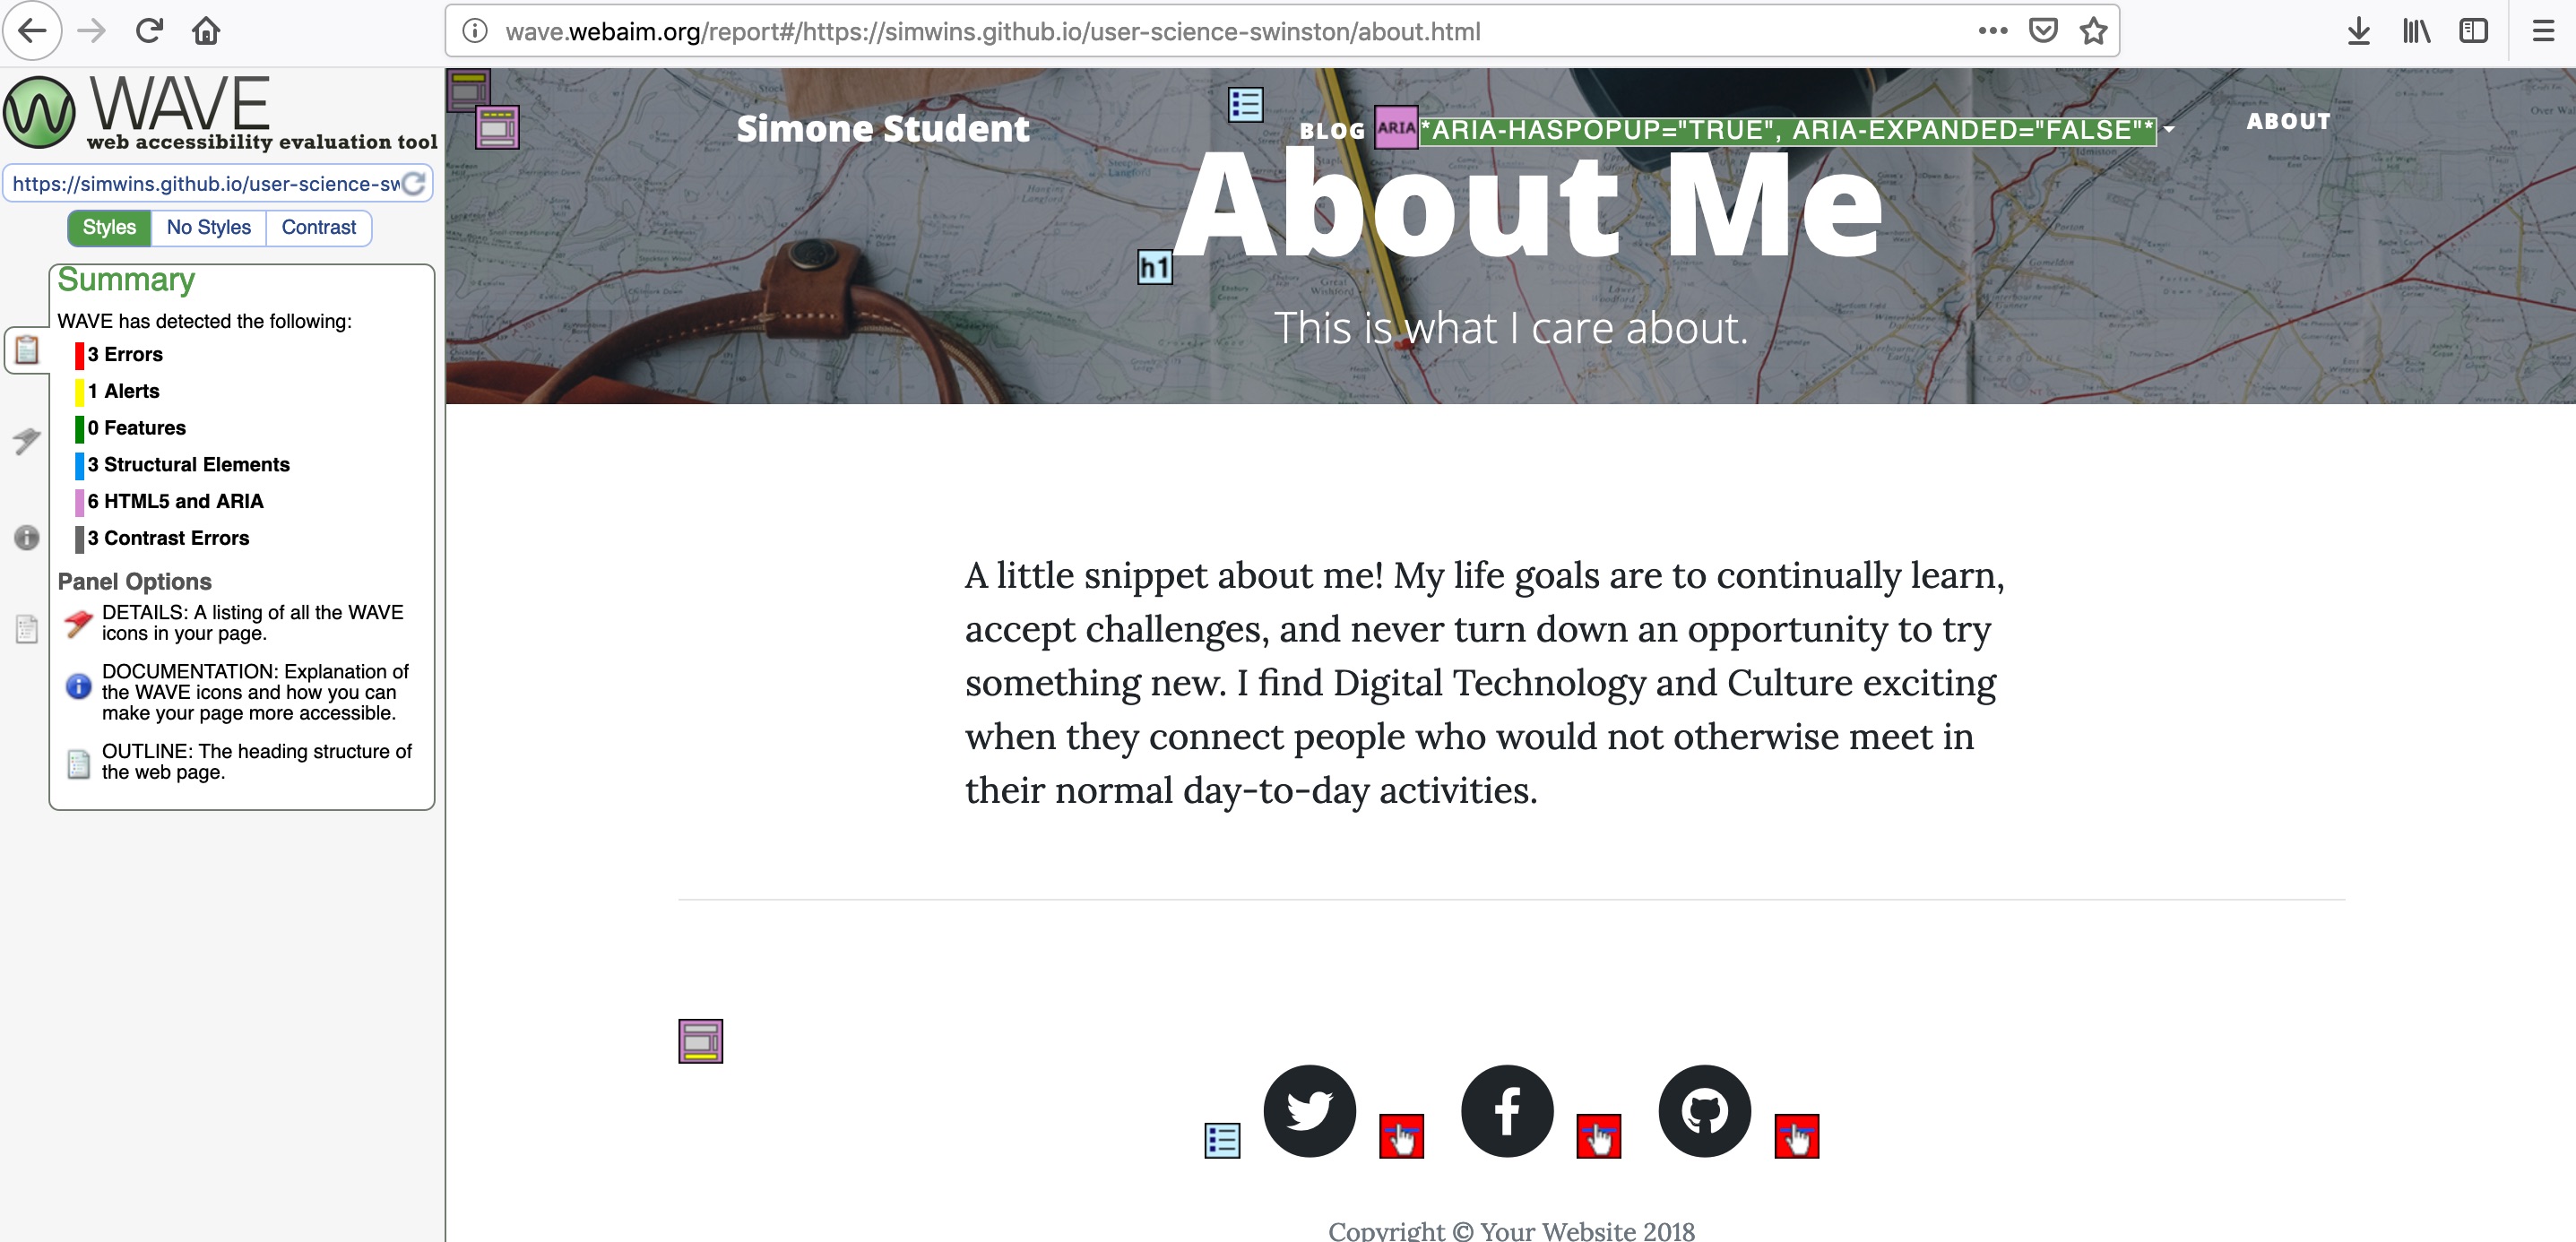 wave.webaim.org/report#/https://simwins.github.io/user-science-swinston/about.html
WAVE
web accessibility evaluation tool
https://simwins.github.io/user-science-sw
Styles
No Styles
Contrast
Summary
WAVE has detected the following:
3 Errors
1 Alerts
0 Features
3 Structural Elements
6 HTML5 and ARIA
3 Contrast Errors
Panel Options
DETAILS: A listing of all the WAVE
icons in your page.
DOCUMENTATION: Explanation of
the WAVE icons and how you can
make your page more accessible.
OUTLINE: The heading structure of
the web page.
Simone Student
BLOG
ARIA
*ARIA-HASPOPUP="TRUE", ARIA-EXPANDED="FALSE"*
ABOUT
h1
About Me
This is what I care about.
A little snippet about me! My life goals are to continually learn,
accept challenges, and never turn down an opportunity to try
something new. I find Digital Technology and Culture exciting
when they connect people who would not otherwise meet in
their normal day-to-day activities.
Copyright © Your Website 2018